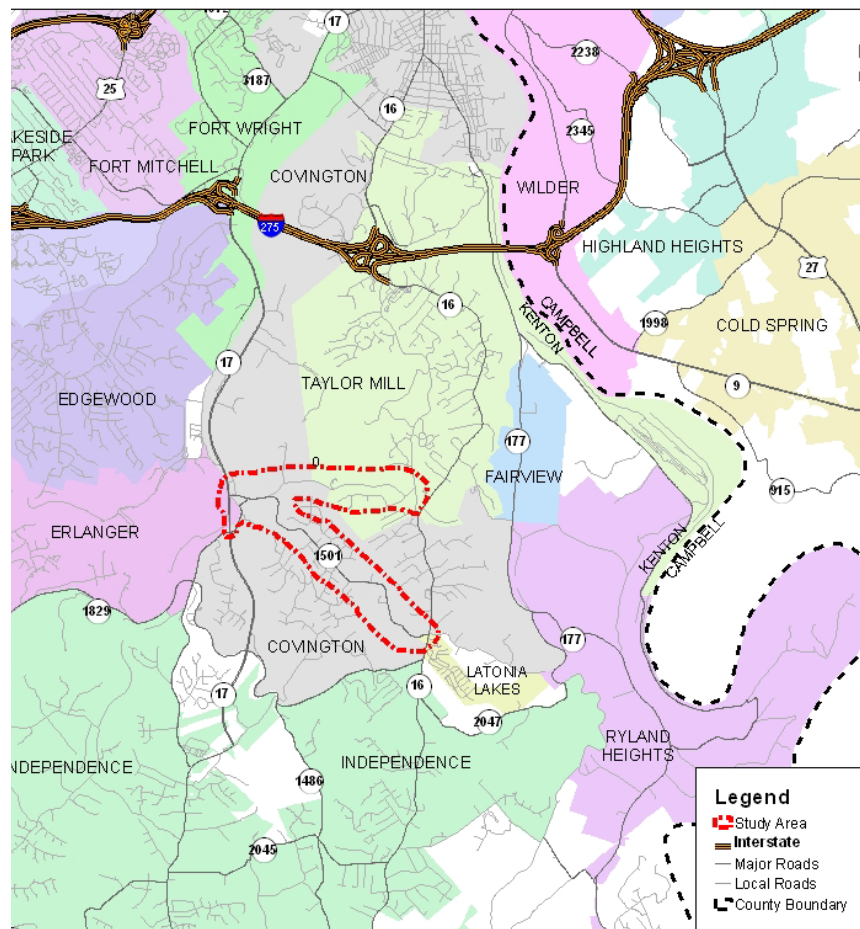 17
2238
25
3187
16
FORT WRIGHT
2345
FORT MITCHELL
COVINGTON
WILDER
PARK
275
HIGHLAND HEIGHTS
27
16
CAMPBELL
KENTON
1998
COLD SPRING
17
TAYLOR MILL
EDGEWOOD
9
177
FAIRVIEW
0
915
ERLANGER
KENTON
CAMPBELL
1501
1829
COVINGTON
177
LATONIA
LAKES
17
16
2047
RYLAND
HEIGHTS
NDEPENDENCE
INDEPENDENCE
1486
2045
Legend
Study Area
Interstate
Major Roads
Local Roads
County Boundary